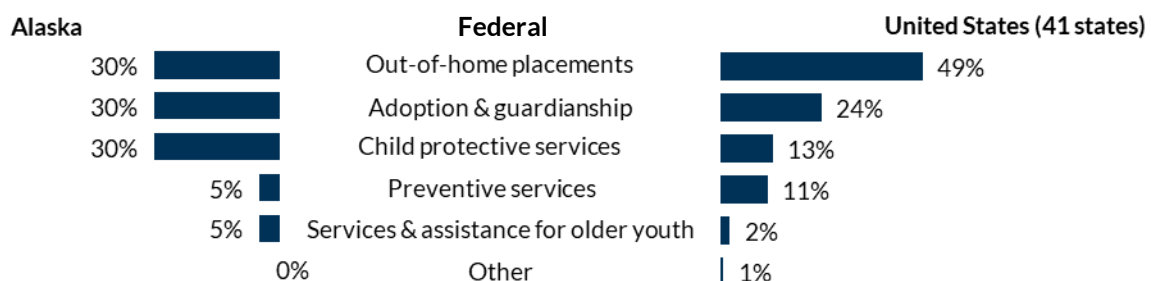 Alaska Federal United States (41 states)
30% Out-of-home placements 49%
30% Adoption & guardianship 24%
30% Child protective services 13%
5% Preventive services 11%
5% Services & assistance for older youth 2%
0% Other 1%